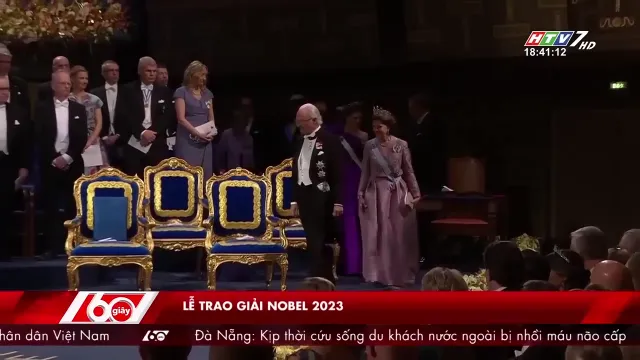 HTV7 HD
18:41:12
60 giây
LỄ TRAO GIẢI NOBEL 2023
hân dân Việt Nam 60 giây Đà Nẵng: Kịp thời cứu sống du khách nước ngoài bị nhồi máu não cấp